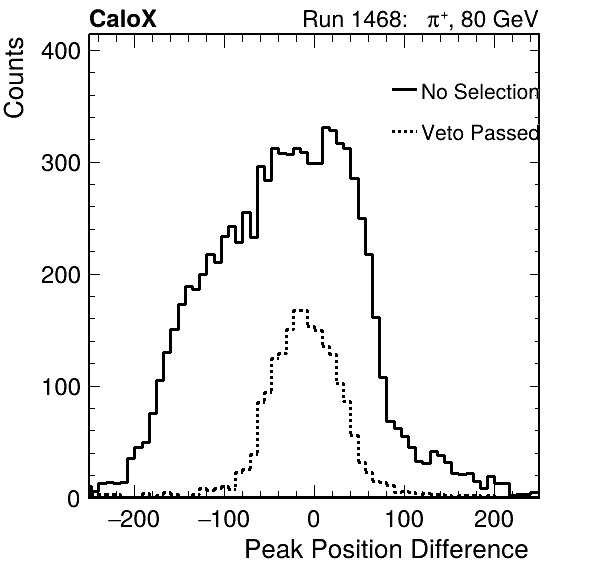 CaloX Run 1468: π⁺, 80 GeV
Counts
400
No Selection
Veto Passed
300
200
100
0
−200 −100 0 100 200
Peak Position Difference